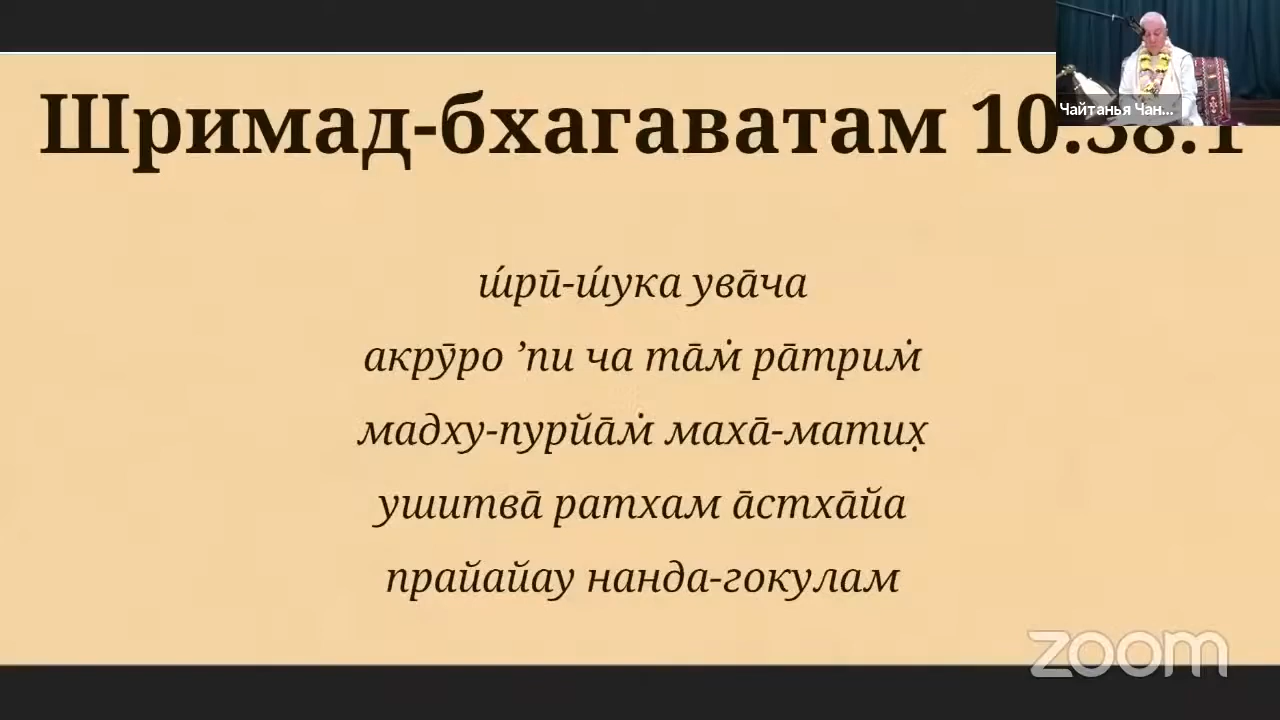 Шримад-бхагаватам 10.38.1
Чайтанья Чан...
ш́рӣ-ш́ука ува̄ча
акрӯро ’пи ча та̄м̇ ра̄трим̇
мадху-пурйа̄м̇ маха̄-матих̣
ушитва̄ ратхам а̄стха̄йа
прайайау нанда-гокулам
zoom